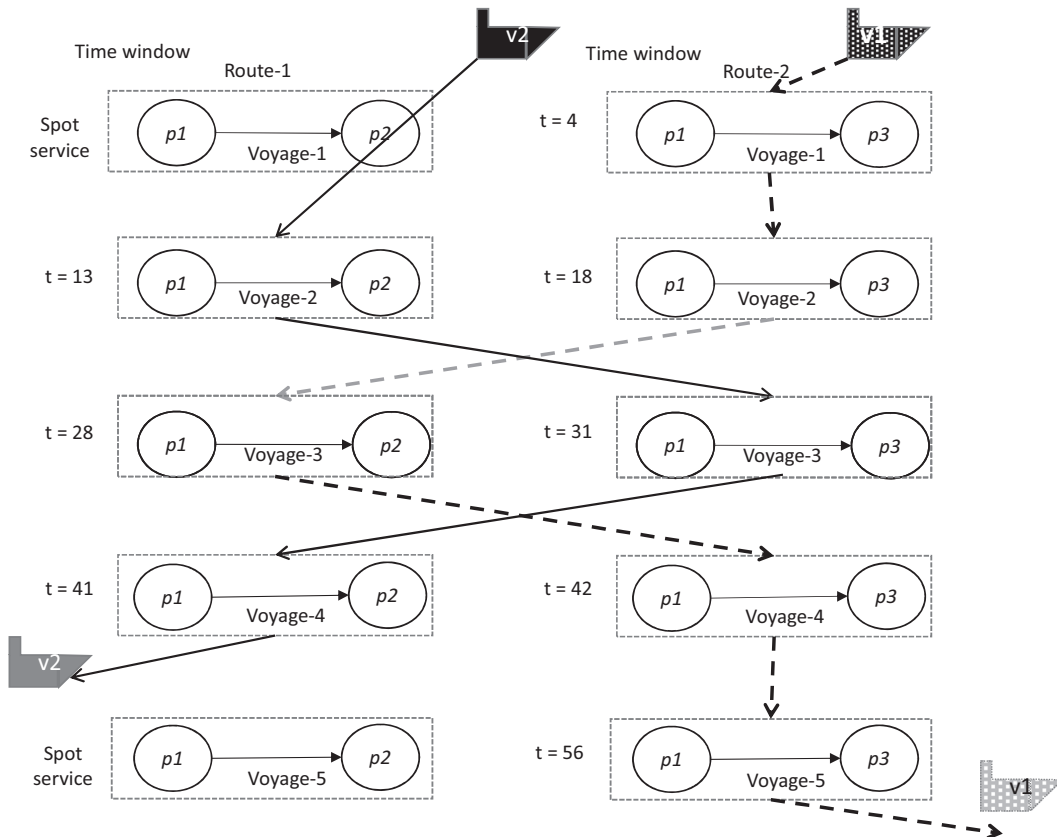 v2
v1
Time window
Time window
Route-1
Route-2
Spot
service
p1
p2
Voyage-1
t = 4
p1
p3
Voyage-1
t = 13
p1
p2
Voyage-2
t = 18
p1
p3
Voyage-2
t = 28
p1
p2
Voyage-3
t = 31
p1
p3
Voyage-3
t = 41
p1
p2
Voyage-4
t = 42
p1
p3
Voyage-4
v2
Spot
service
p1
p2
Voyage-5
t = 56
p1
p3
Voyage-5
v1